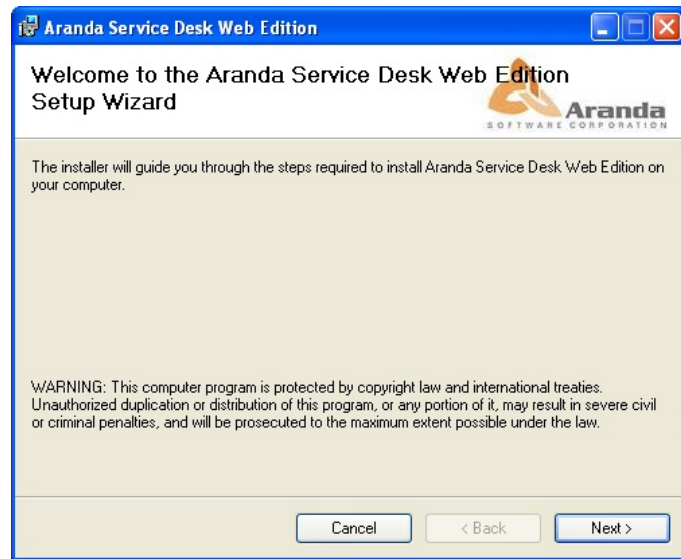 Aranda Service Desk Web Edition
Welcome to the Aranda Service Desk Web Edition
Setup Wizard
Aranda
SOFTWARE CORPORATION
The installer will guide you through the steps required to install Aranda Service Desk Web Edition on
your computer.
WARNING: This computer program is protected by copyright law and international treaties.
Unauthorized duplication or distribution of this program, or any portion of it, may result in severe civil
or criminal penalties, and will be prosecuted to the maximum extent possible under the law.
Cancel < Back Next >